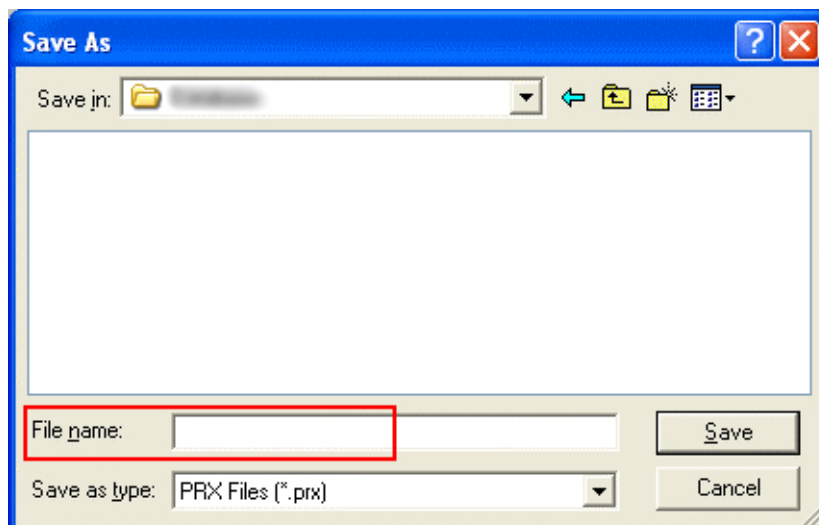 Save As
Save in:
File name:
Save
Save as type: PRX Files (*.prx)
Cancel